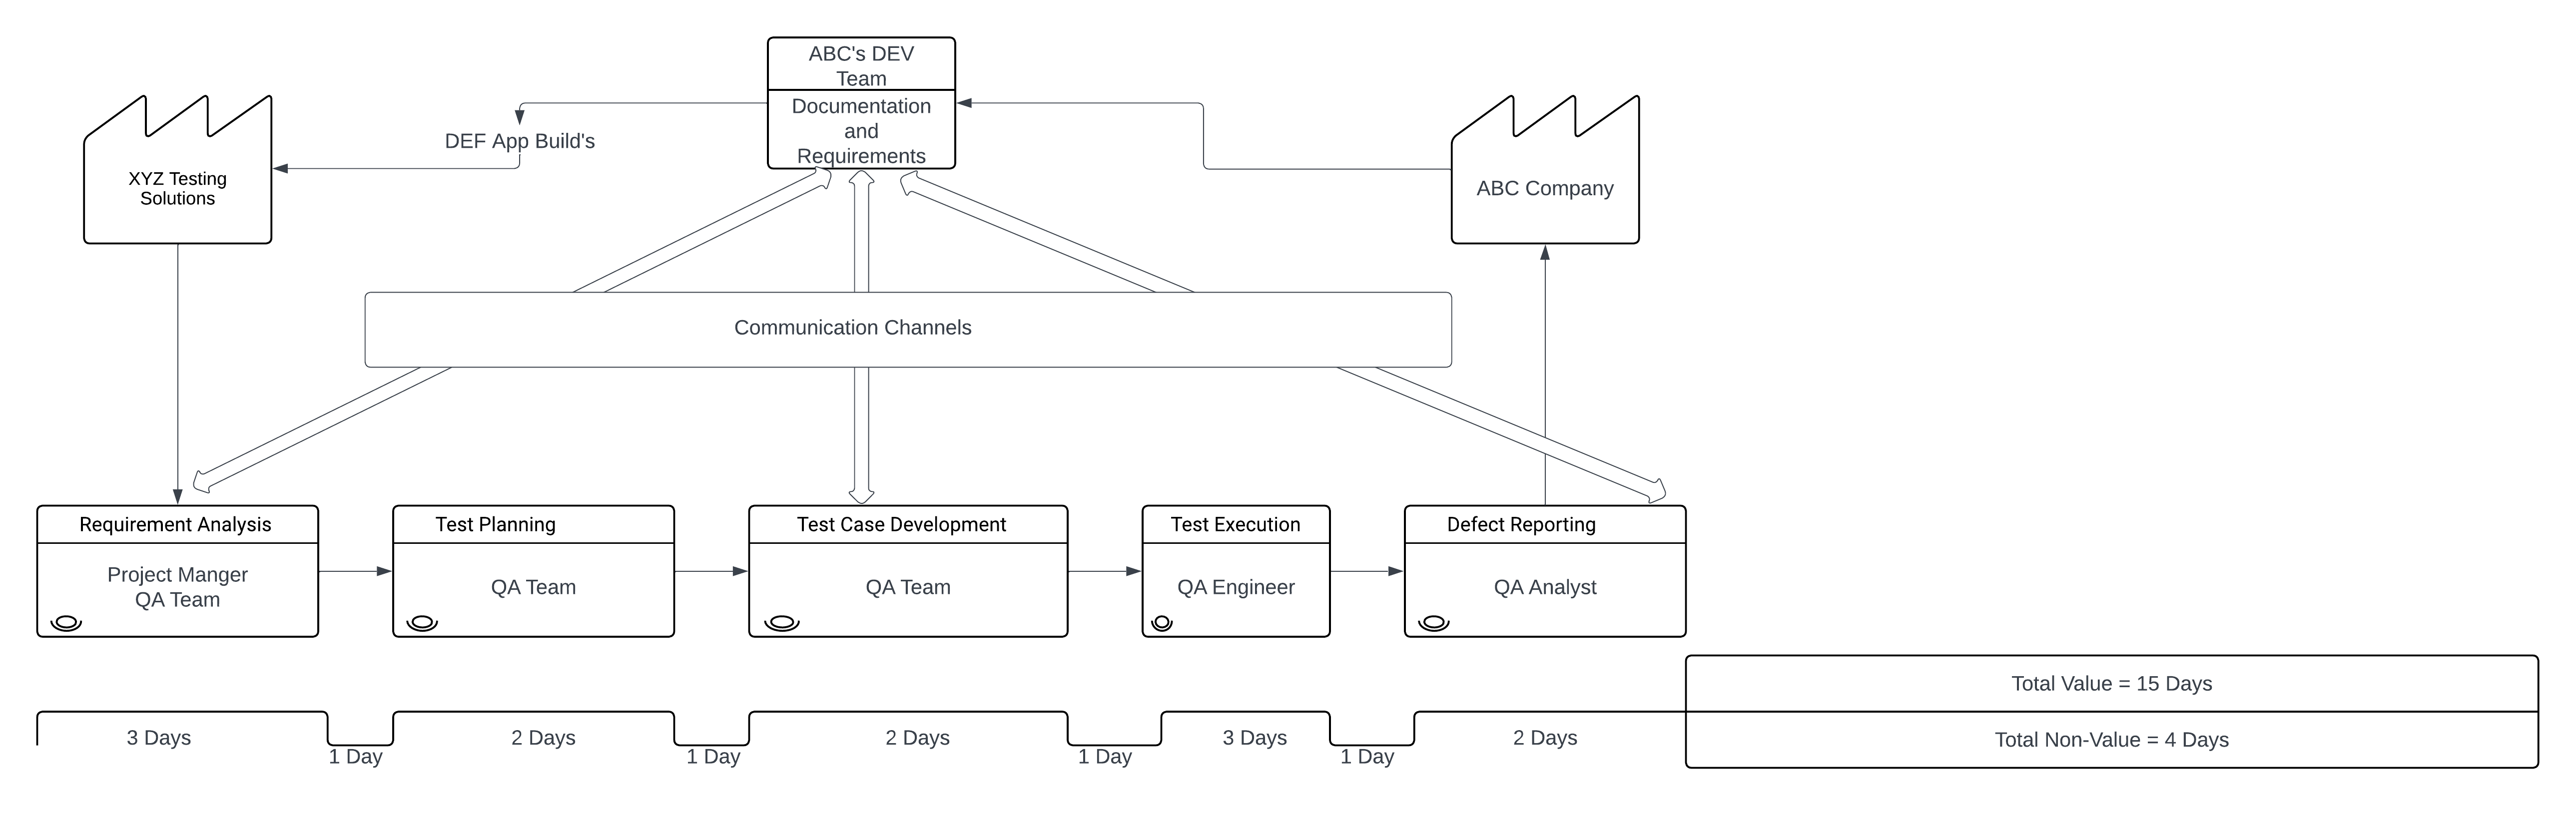 ABC's DEV
Team
Documentation
and
Requirements
DEF App Build's
XYZ Testing
Solutions
ABC Company
Communication Channels
Requirement Analysis
Project Manger
QA Team
Test Planning
QA Team
Test Case Development
QA Team
Test Execution
QA Engineer
Defect Reporting
QA Analyst
Total Value = 15 Days
Total Non-Value = 4 Days
3 Days
1 Day
2 Days
1 Day
2 Days
1 Day
3 Days
1 Day
2 Days